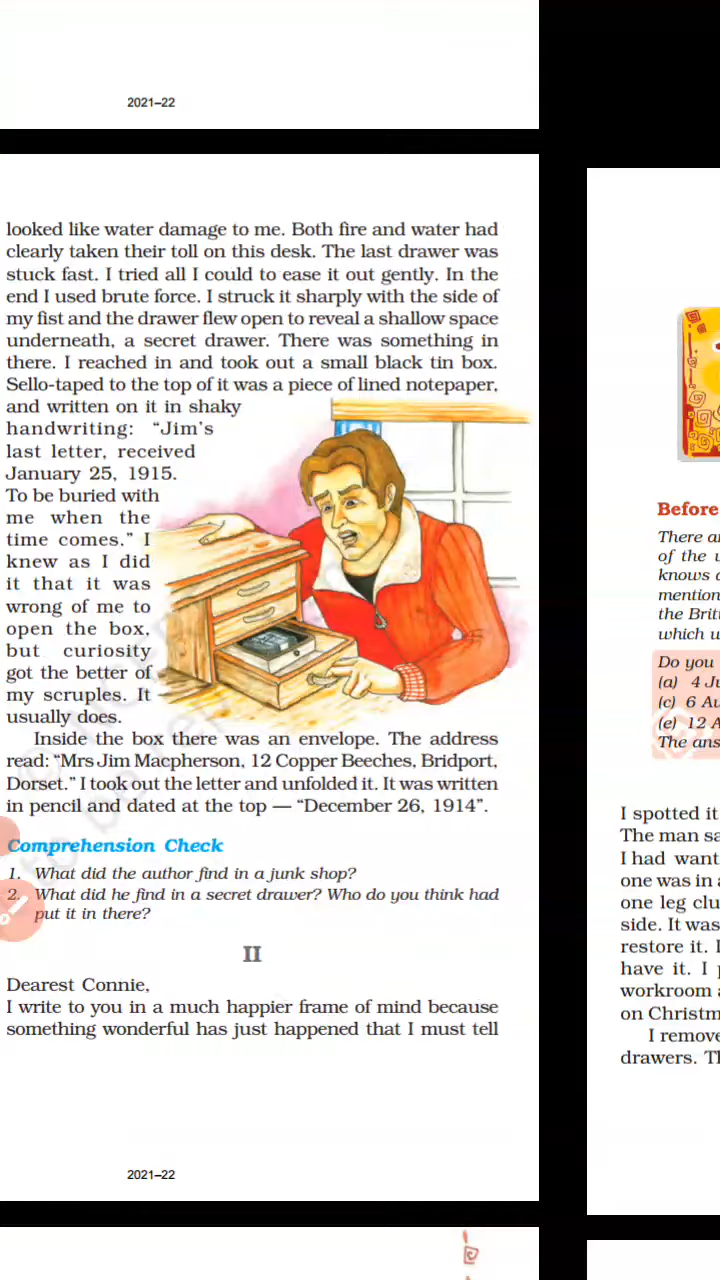 2021–22
looked like water damage to me. Both fire and water had
clearly taken their toll on this desk. The last drawer was
stuck fast. I tried all I could to ease it out gently. In the
end I used brute force. I struck it sharply with the side of
my fist and the drawer flew open to reveal a shallow space
underneath, a secret drawer. There was something in
there. I reached in and took out a small black tin box.
Sello-taped to the top of it was a piece of lined notepaper,
and written on it in shaky
handwriting: “Jim’s
last letter, received
January 25, 1915.
To be buried with
me when the
time comes.” I
knew as I did
it that it was
wrong of me to
open the box,
but curiosity
got the better of
my scruples. It
usually does.
Inside the box there was an envelope. The address
read: “Mrs Jim Macpherson, 12 Copper Beeches, Bridport,
Dorset.” I took out the letter and unfolded it. It was written
in pencil and dated at the top — “December 26, 1914”.
Comprehension Check
1. What did the author find in a junk shop?
2. What did he find in a secret drawer? Who do you think had
put it in there?
II
Dearest Connie,
I write to you in a much happier frame of mind because
something wonderful has just happened that I must tell
2021–22
Before
There
of the
knows
mention
the Brit
which
Do you
(a) 4 Ju
(c) 6 Au
(e) 12 A
The ans
I spotted it
The man sa
I had want
one was in
one leg clu
side. It was
restore it. I
have it. I
workroom
on Christm
I remove
drawers. Th